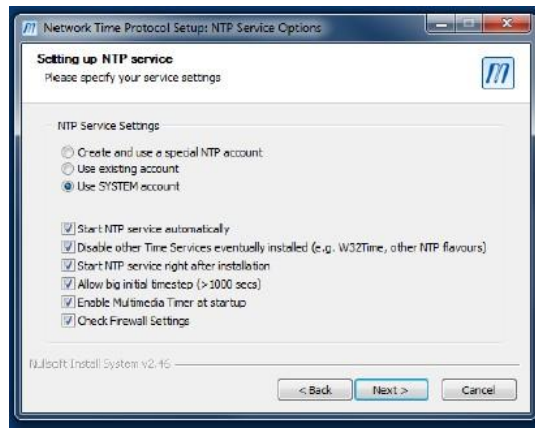 Network Time Protocol Setup: NTP Service Options
Setting up NTP service
Please specify your service settings
M
NTP Service Settings
Create and use a special NTP account
Use existing account
Use SYSTEM account
Start NTP service automatically
Disable other Time Services eventually installed (e.g. W32Time, other NTP flavours)
Start NTP service right after installation
Allow big initial timestep (>1000 secs)
Enable Multimedia Timer at startup
Check Firewall Settings
Nullsoft Install System v2.46
< Back Next > Cancel